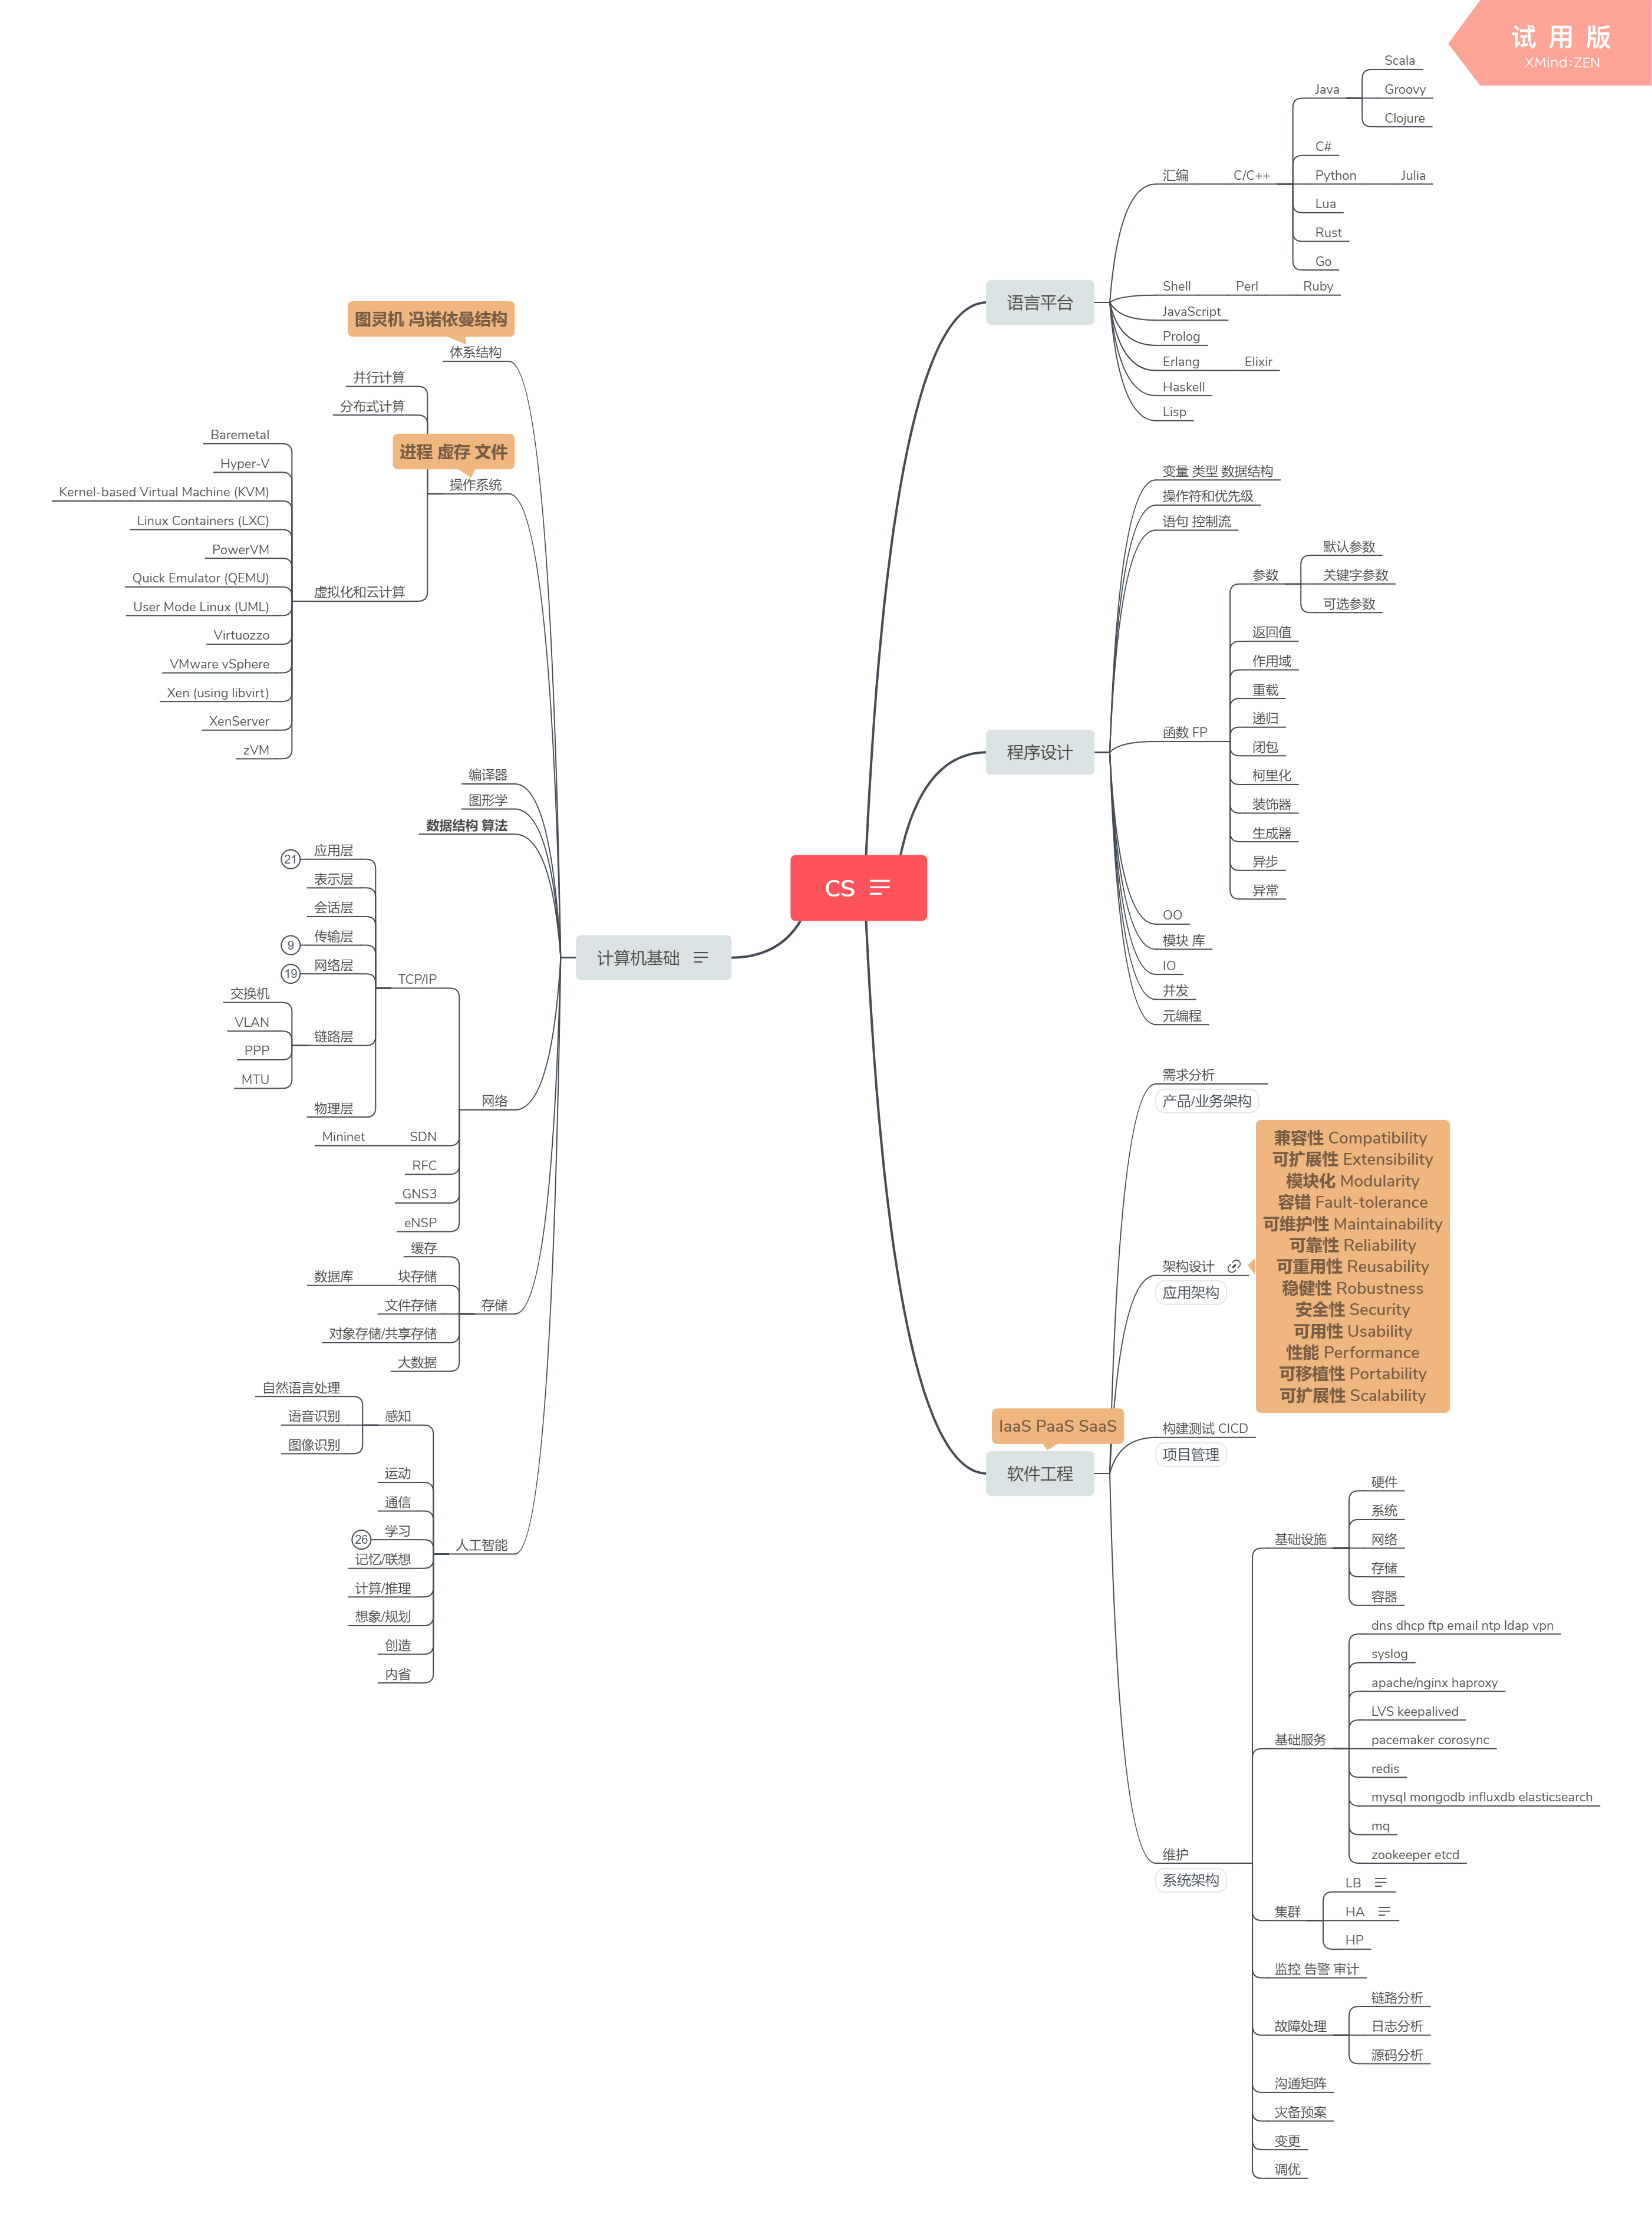 试用版
XMind:ZEN
CS
语言平台
汇编
C/C++
Java
Scala
Groovy
Clojure
C#
Python
Julia
Lua
Rust
Go
Shell
Perl
Ruby
JavaScript
Prolog
Erlang
Elixir
Haskell
Lisp
程序设计
变量 类型 数据结构
操作符和优先级
语句 控制流
函数 FP
参数
默认参数
关键字参数
可选参数
返回值
作用域
重载
递归
闭包
柯里化
装饰器
生成器
异步
异常
OO
模块 库
IO
并发
元编程
IaaS PaaS SaaS
软件工程
需求分析
产品/业务架构
架构设计
应用架构
兼容性 Compatibility
可扩展性 Extensibility
模块化 Modularity
容错 Fault-tolerance
可维护性 Maintainability
可靠性 Reliability
可重用性 Reusability
稳健性 Robustness
安全性 Security
可用性 Usability
性能 Performance
可移植性 Portability
可扩展性 Scalability
构建测试 CICD
项目管理
维护
系统架构
基础设施
硬件
系统
网络
存储
容器
基础服务
dns dhcp ftp email ntp ldap vpn
syslog
apache/nginx haproxy
LVS keepalived
pacemaker corosync
redis
mysql mongodb influxdb elasticsearch
mq
zookeeper etcd
集群
LB
HA
HP
监控 告警 审计
故障处理
链路分析
日志分析
源码分析
沟通矩阵
灾备预案
变更
调优
计算机基础
图灵机 冯诺依曼结构
体系结构
进程 虚存 文件
操作系统
并行计算
分布式计算
虚拟化和云计算
Baremetal
Hyper-V
Kernel-based Virtual Machine (KVM)
Linux Containers (LXC)
PowerVM
Quick Emulator (QEMU)
User Mode Linux (UML)
Virtuozzo
VMware vSphere
Xen (using libvirt)
XenServer
zVM
编译器
图形学
数据结构 算法
网络
TCP/IP
应用层
21
表示层
会话层
传输层
9
网络层
19
链路层
交换机
VLAN
PPP
MTU
物理层
SDN
Mininet
RFC
GNS3
eNSP
存储
缓存
块存储
数据库
文件存储
对象存储/共享存储
大数据
人工智能
感知
自然语言处理
语音识别
图像识别
运动
通信
学习
26
记忆/联想
计算/推理
想象/规划
创造
内省